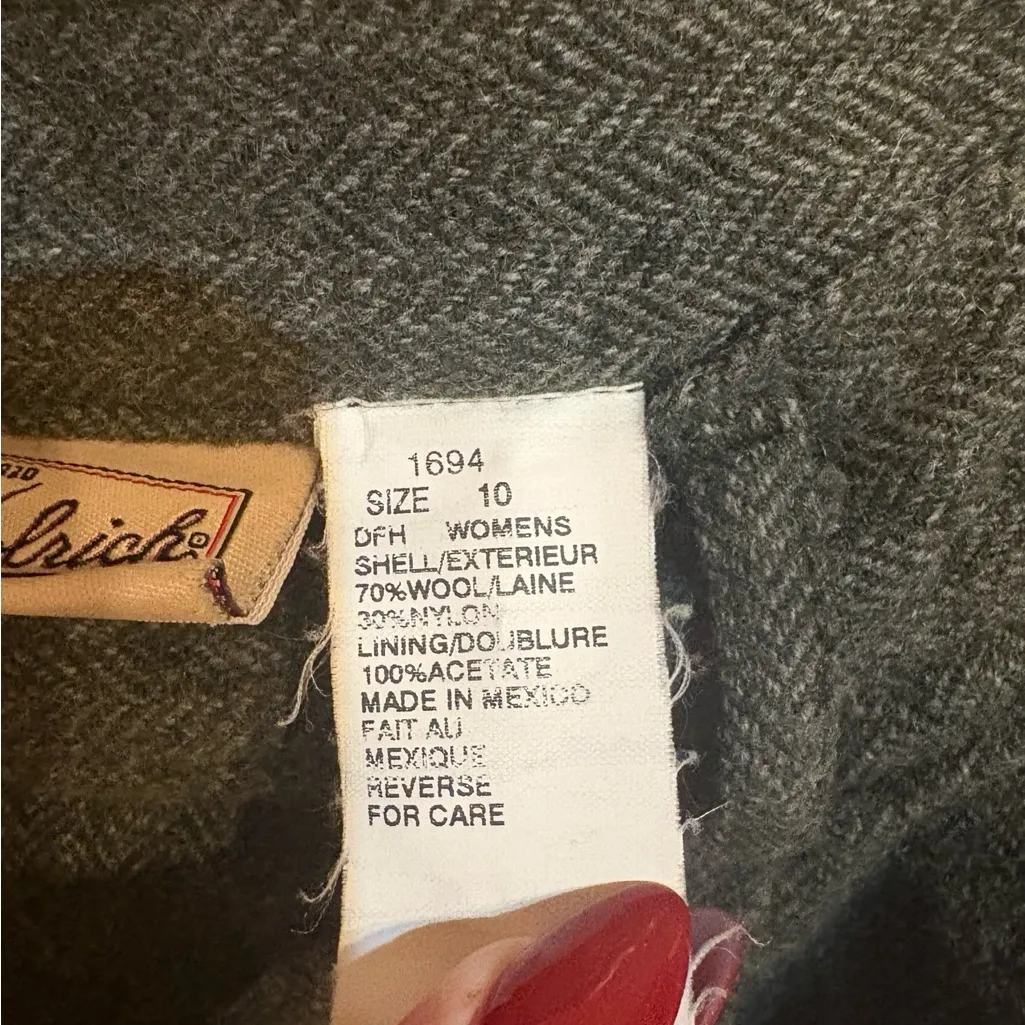 1694
SIZE 10
DFH WOMENS
SHELL/EXTERIEUR
70%WOOL/LAINE
30%NYLON
LINING/DOUBLURE
100%ACETATE
MADE IN MEXICO
FAIT AU
MEXIQUE
REVERSE
FOR CARE